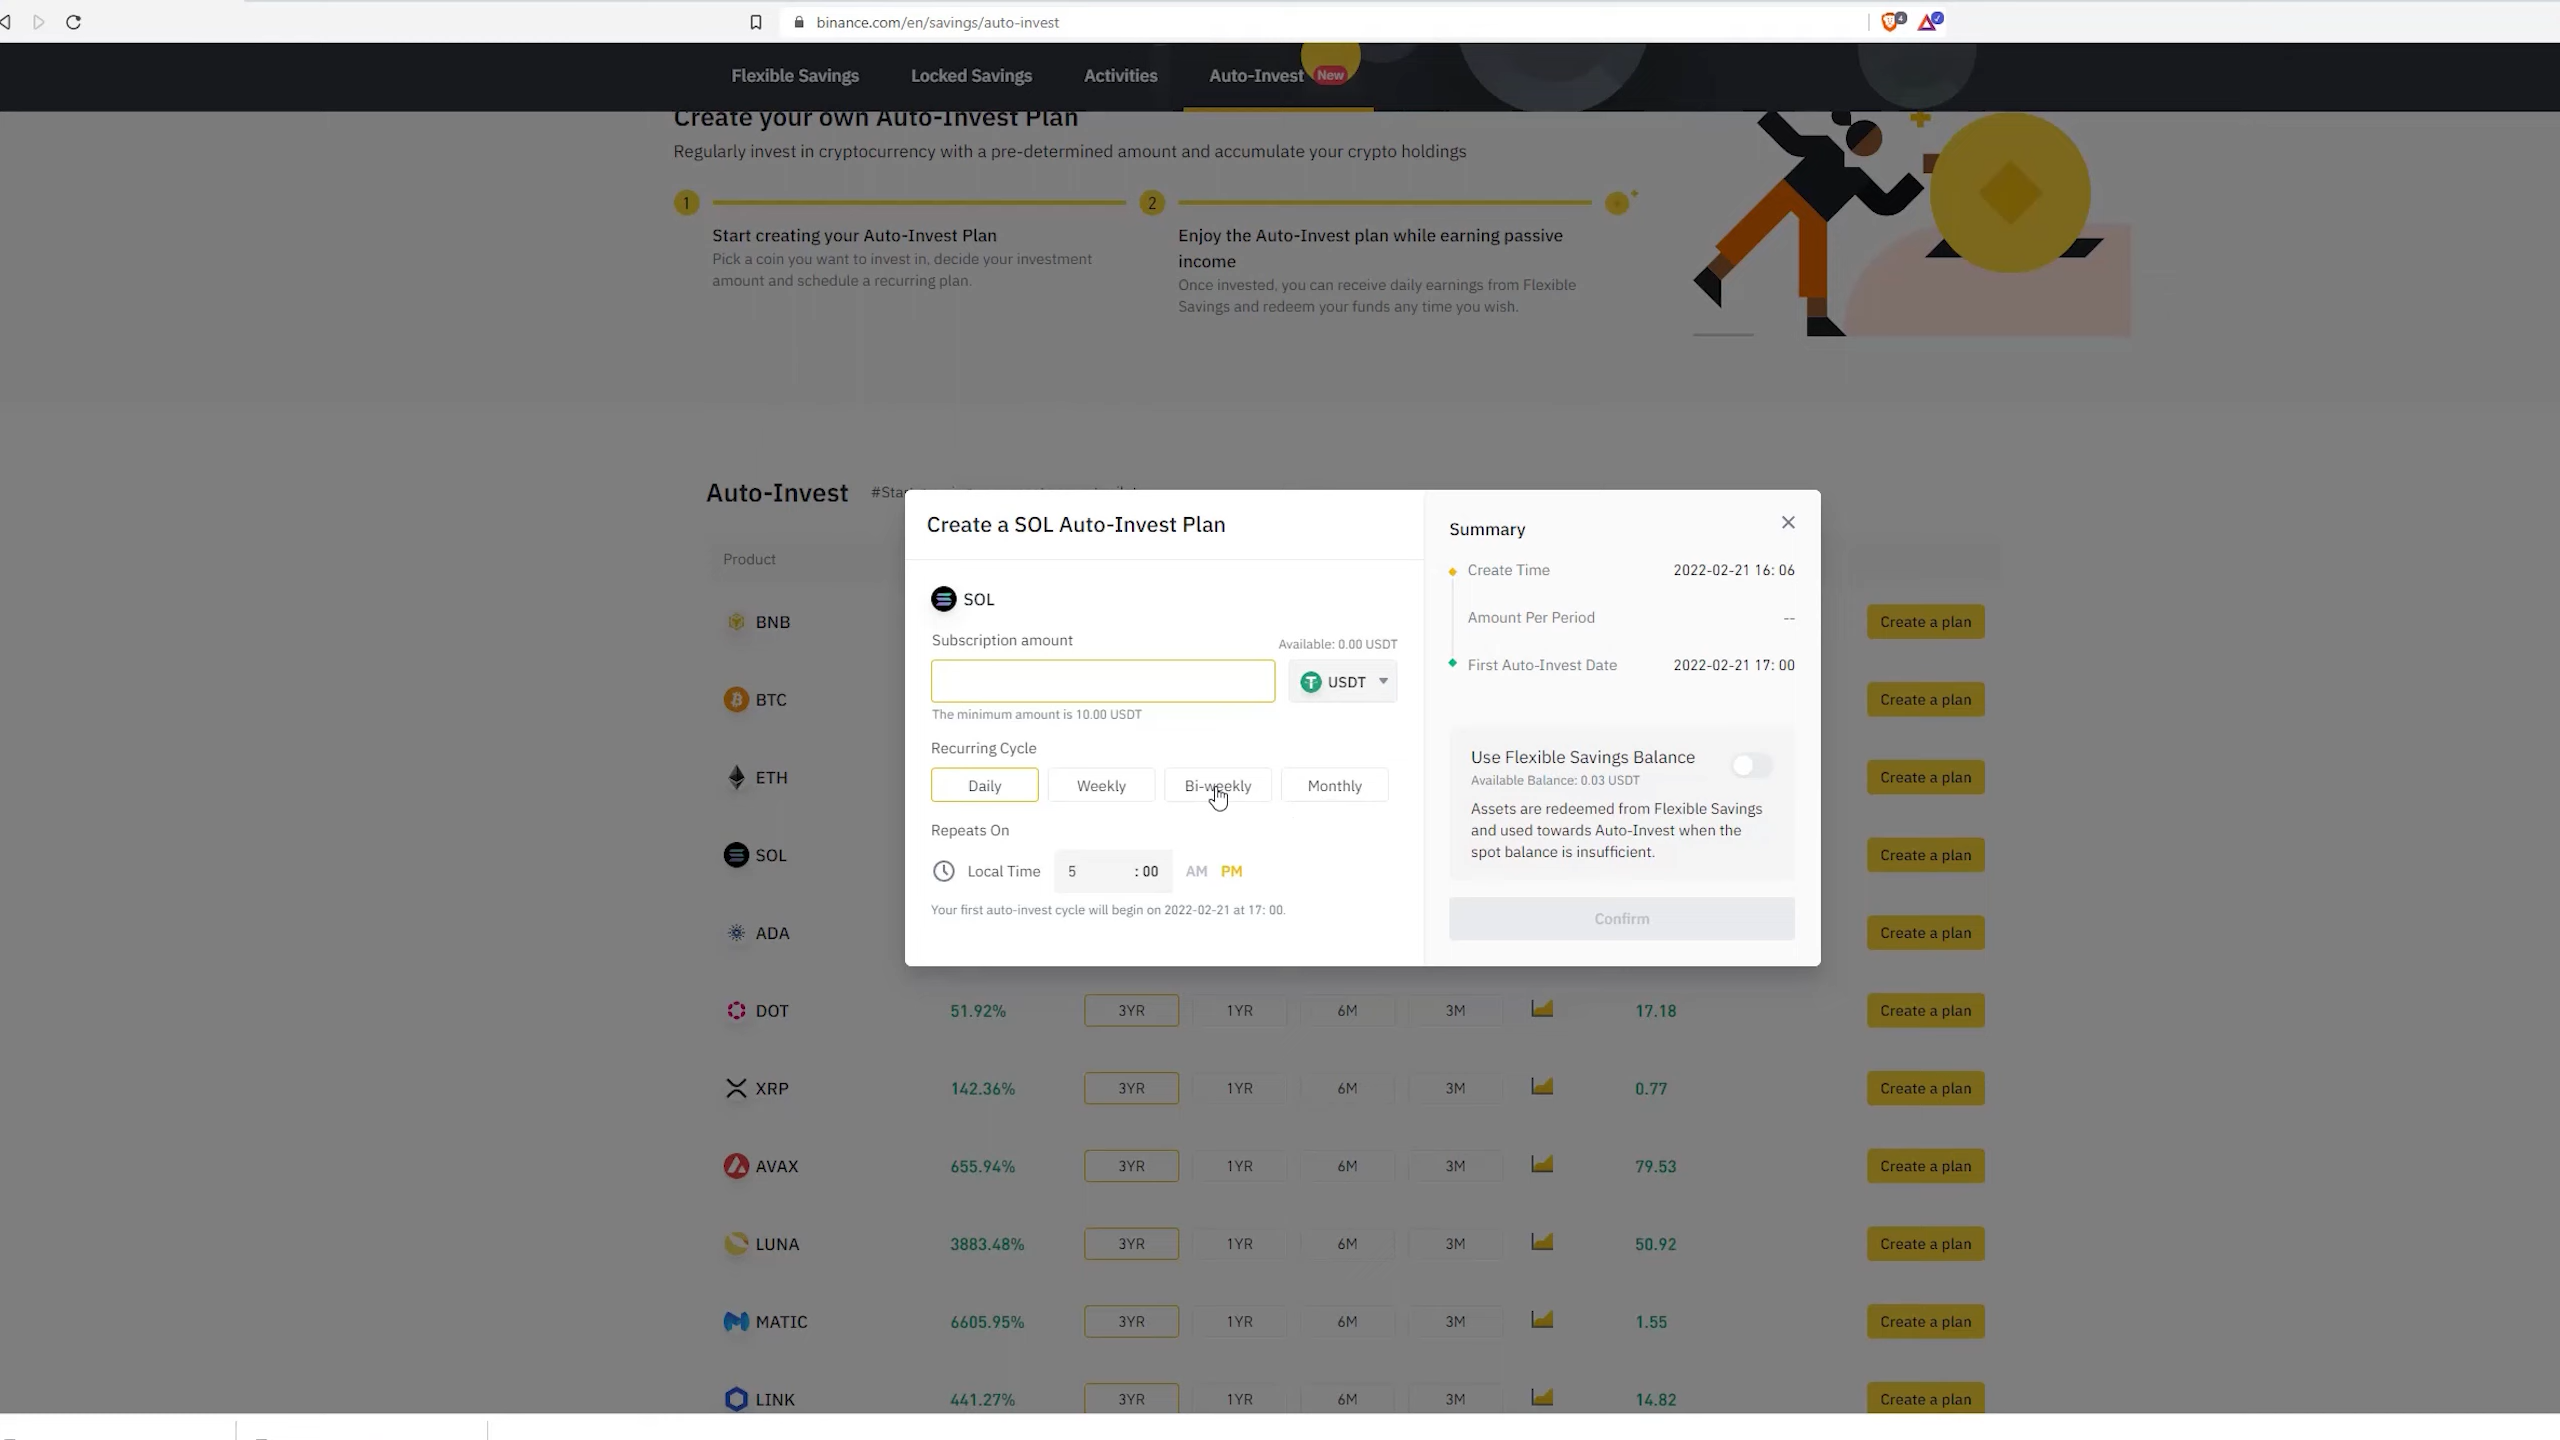 binance.com/en/savings/auto-invest
4
Flexible Savings
Locked Savings
Activities
Auto-Invest
New
Create your own Auto-Invest Plan
Regularly invest in cryptocurrency with a pre-determined amount and accumulate your crypto holdings
1
2
Start creating your Auto-Invest Plan
Pick a coin you want to invest in, decide your investment
amount and schedule a recurring plan.
Enjoy the Auto-Invest plan while earning passive
income
Once invested, you can receive daily earnings from Flexible
Savings and redeem your funds any time you wish.
Auto-Invest
Product
Create a SOL Auto-Invest Plan
SOL
Subscription amount
Available: 0.00 USDT
USDT
The minimum amount is 10.00 USDT
Recurring Cycle
Daily
Weekly
Bi-weekly
Monthly
Repeats On
Local Time
5 : 00
AM PM
Your first auto-invest cycle will begin on 2022-02-21 at 17: 00.
Summary
Create Time 2022-02-21 16: 06
Amount Per Period --
First Auto-Invest Date 2022-02-21 17: 00
Use Flexible Savings Balance
Available Balance: 0.03 USDT
Assets are redeemed from Flexible Savings
and used towards Auto-Invest when the
spot balance is insufficient.
Confirm
BNB Create a plan
BTC Create a plan
ETH Create a plan
SOL Create a plan
ADA Create a plan
DOT 51.92% 3YR 1YR 6M 3M 17.18 Create a plan
XRP 142.36% 3YR 1YR 6M 3M 0.77 Create a plan
AVAX 655.94% 3YR 1YR 6M 3M 79.53 Create a plan
LUNA 3883.48% 3YR 1YR 6M 3M 50.92 Create a plan
MATIC 6605.95% 3YR 1YR 6M 3M 1.55 Create a plan
LINK 441.27% 3YR 1YR 6M 3M 14.82 Create a plan